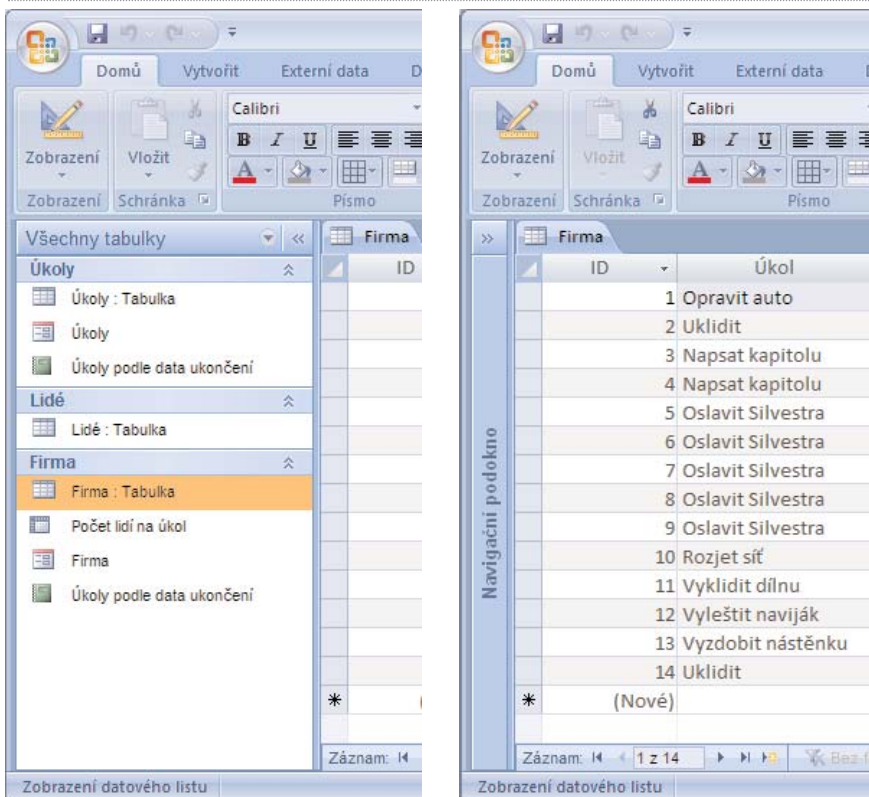 Domů Vytvořit Externí data D
Zobrazení
Vložit
Calibri
B I U
A
Zobrazení Schránka Písmo
Všechny tabulky «
Úkoly
Úkoly : Tabulka
Úkoly
Úkoly podle data ukončení
Lidé
Lidé : Tabulka
Firma
Firma : Tabulka
Počet lidí na úkol
Firma
Úkoly podle data ukončení
Firma
ID
Záznam:
Zobrazení datového listu
Domů Vytvořit Externí data
Zobrazení
Vložit
Calibri
B I U
A
Zobrazení Schránka Písmo
»
Navigační podokno
Firma
ID Úkol
1 Opravit auto
2 Uklidit
3 Napsat kapitolu
4 Napsat kapitolu
5 Oslavit Silvestra
6 Oslavit Silvestra
7 Oslavit Silvestra
8 Oslavit Silvestra
9 Oslavit Silvestra
10 Rozjet síť
11 Vyklidit dílnu
12 Vyleštit naviják
13 Vyzdobit nástěnku
14 Uklidit
(Nové)
Záznam: 1 z 14 Bez f
Zobrazení datového listu